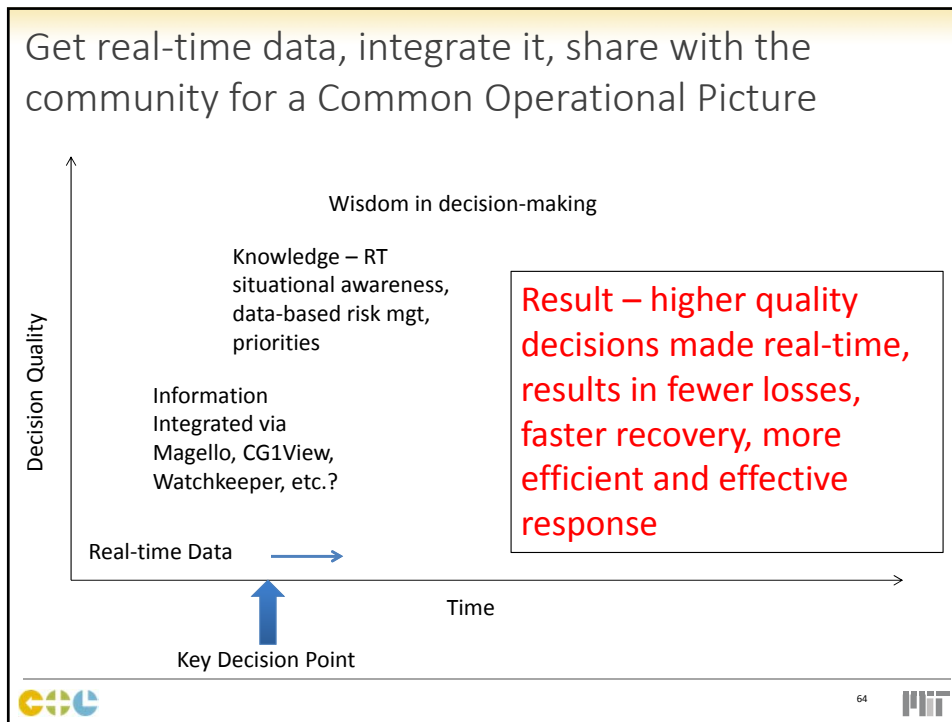 Get real-time data, integrate it, share with the
community for a Common Operational Picture
Decision Quality
Wisdom in decision-making
Knowledge – RT
situational awareness,
data-based risk mgt,
priorities
Information
Integrated via
Magello, CG1View,
Watchkeeper, etc.?
Real-time Data
Result – higher quality
decisions made real-time,
results in fewer losses,
faster recovery, more
efficient and effective
response
Time
Key Decision Point
64
MIT